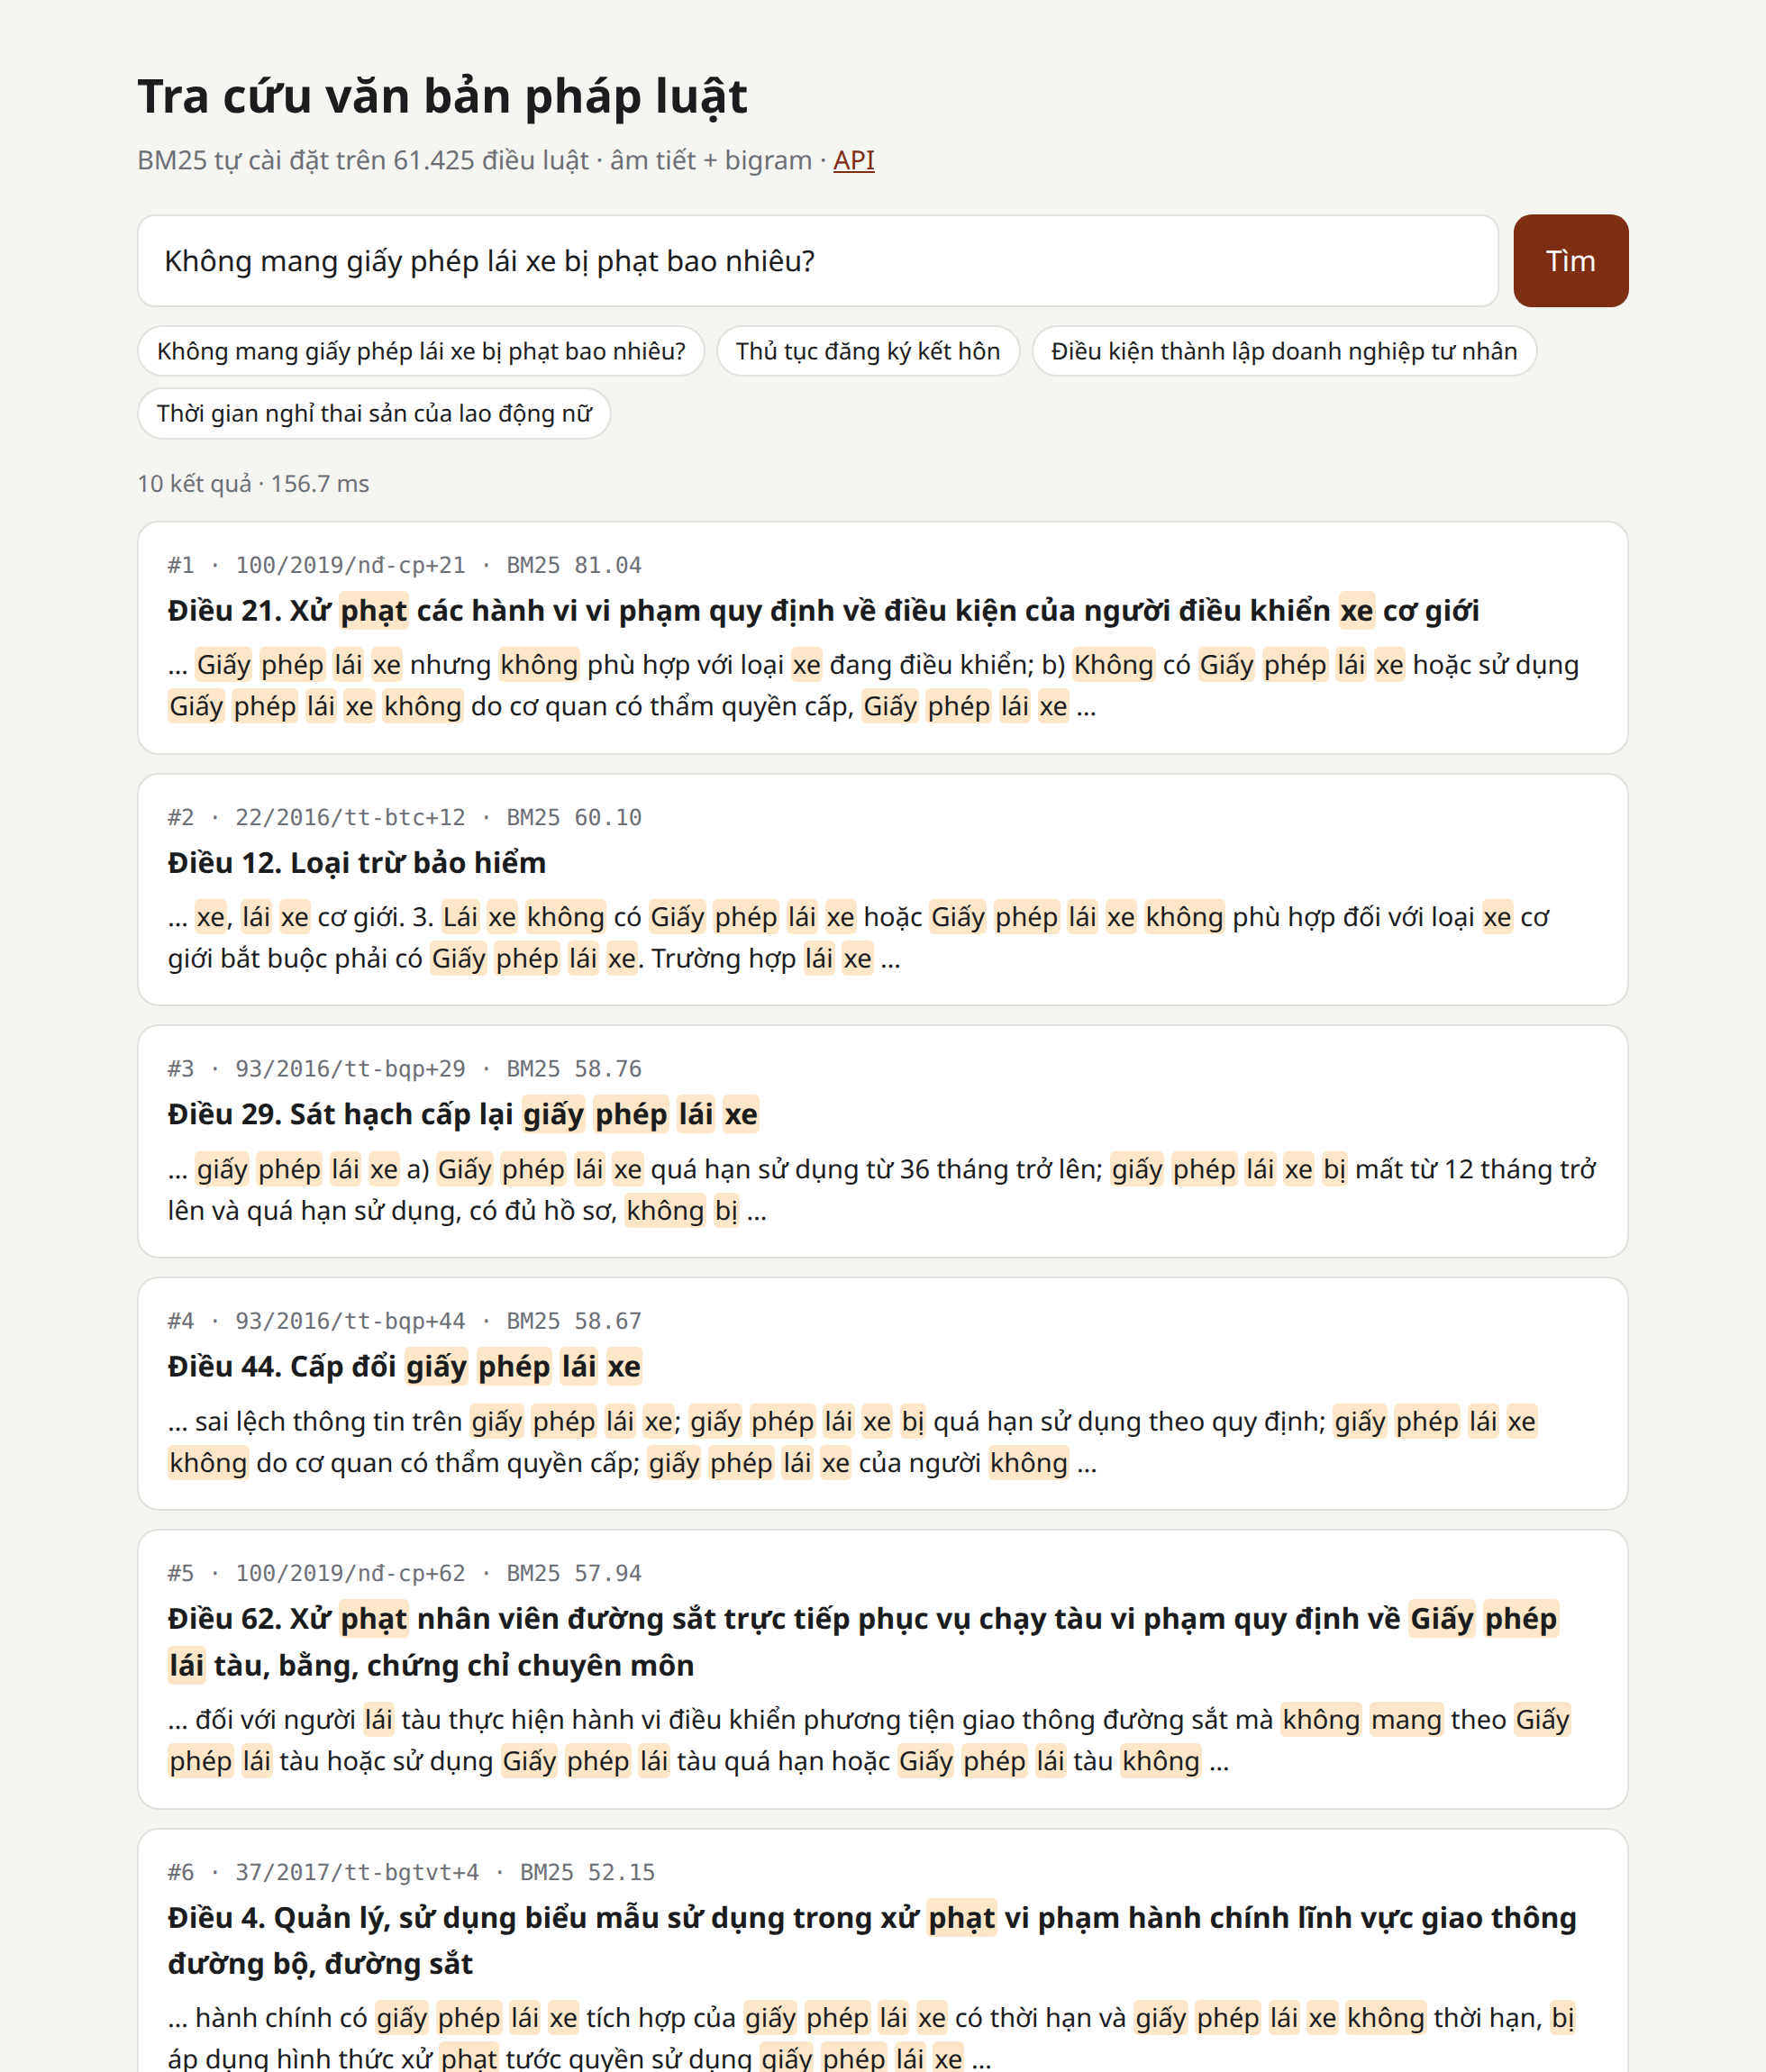 Tra cứu văn bản pháp luật
BM25 tự cài đặt trên 61.425 điều luật · âm tiết + bigram · API
Không mang giấy phép lái xe bị phạt bao nhiêu?
Tìm
Không mang giấy phép lái xe bị phạt bao nhiêu?
Thủ tục đăng ký kết hôn
Điều kiện thành lập doanh nghiệp tư nhân
Thời gian nghỉ thai sản của lao động nữ
10 kết quả · 156.7 ms
#1 · 100/2019/nđ-cp+21 · BM25 81.04
Điều 21. Xử phạt các hành vi vi phạm quy định về điều kiện của người điều khiển xe cơ giới
... Giấy phép lái xe nhưng không phù hợp với loại xe đang điều khiển; b) Không có Giấy phép lái xe hoặc sử dụng
Giấy phép lái xe không do cơ quan có thẩm quyền cấp, Giấy phép lái xe ...
#2 · 22/2016/tt-btc+12 · BM25 60.10
Điều 12. Loại trừ bảo hiểm
... xe, lái xe cơ giới. 3. Lái xe không có Giấy phép lái xe hoặc Giấy phép lái xe không phù hợp đối với loại xe cơ
giới bắt buộc phải có Giấy phép lái xe. Trường hợp lái xe ...
#3 · 93/2016/tt-bqp+29 · BM25 58.76
Điều 29. Sát hạch cấp lại giấy phép lái xe
... giấy phép lái xe a) Giấy phép lái xe quá hạn sử dụng từ 36 tháng trở lên; giấy phép lái xe bị mất từ 12 tháng trở
lên và quá hạn sử dụng, có đủ hồ sơ, không bị ...
#4 · 93/2016/tt-bqp+44 · BM25 58.67
Điều 44. Cấp đổi giấy phép lái xe
... sai lệch thông tin trên giấy phép lái xe; giấy phép lái xe bị quá hạn sử dụng theo quy định; giấy phép lái xe
không do cơ quan có thẩm quyền cấp; giấy phép lái xe của người không ...
#5 · 100/2019/nđ-cp+62 · BM25 57.94
Điều 62. Xử phạt nhân viên đường sắt trực tiếp phục vụ chạy tàu vi phạm quy định về Giấy phép
lái tàu, bằng, chứng chỉ chuyên môn
... đối với người lái tàu thực hiện hành vi điều khiển phương tiện giao thông đường sắt mà không mang theo Giấy
phép lái tàu hoặc sử dụng Giấy phép lái tàu quá hạn hoặc Giấy phép lái tàu không ...
#6 · 37/2017/tt-bgtvt+4 · BM25 52.15
Điều 4. Quản lý, sử dụng biểu mẫu sử dụng trong xử phạt vi phạm hành chính lĩnh vực giao thông
đường bộ, đường sắt
... hành chính có giấy phép lái xe tích hợp của giấy phép lái xe có thời hạn và giấy phép lái xe không thời hạn, bị
áp dụng hình thức xử phạt tước quyền sử dụng giấy phép lái xe ...